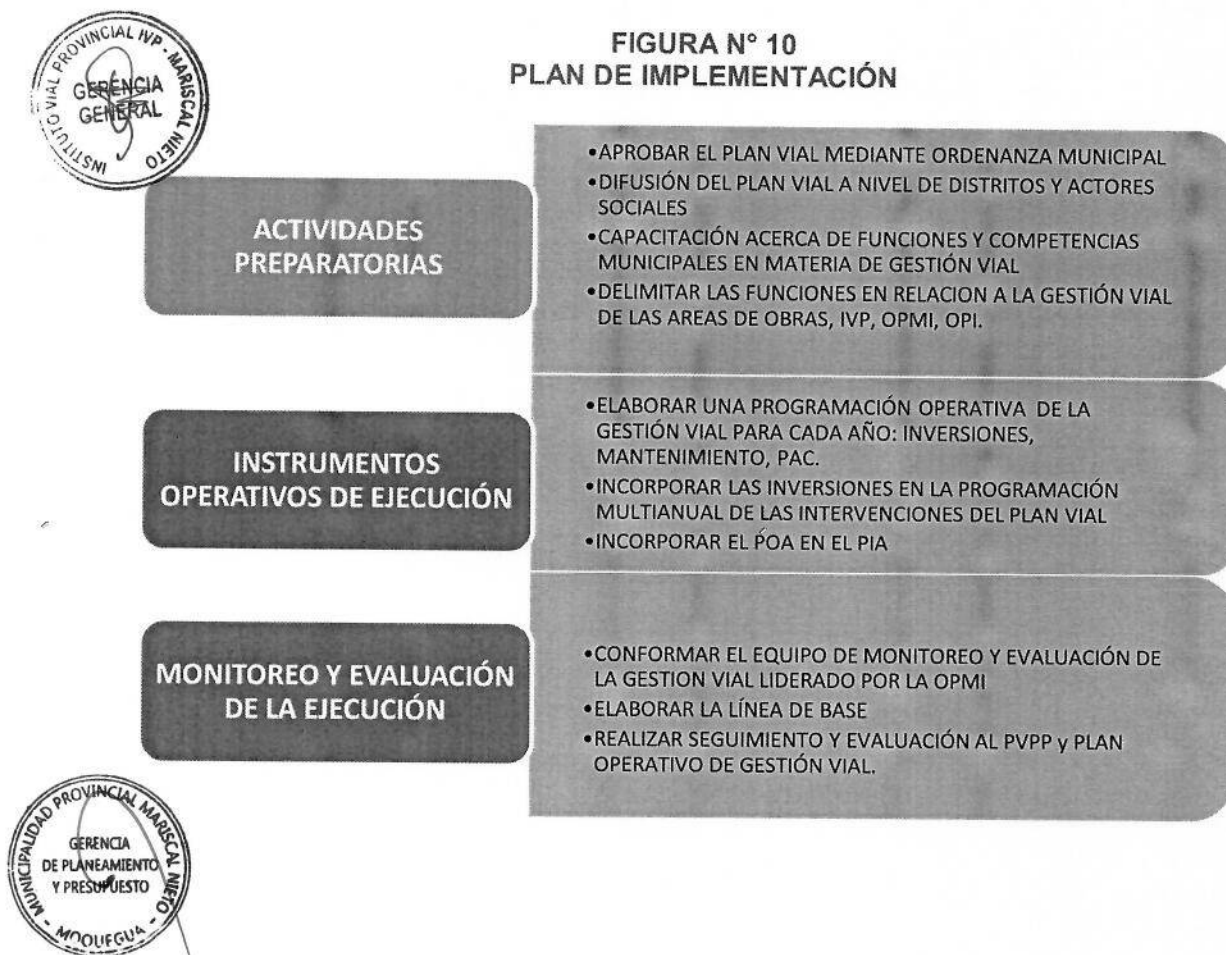 INSTITUTO VIAL PROVINCIAL IVP - MARISCAL NIETO
GERENCIA
GENERAL
FIGURA N° 10
PLAN DE IMPLEMENTACIÓN
ACTIVIDADES
PREPARATORIAS
•APROBAR EL PLAN VIAL MEDIANTE ORDENANZA MUNICIPAL
•DIFUSIÓN DEL PLAN VIAL A NIVEL DE DISTRITOS Y ACTORES
SOCIALES
•CAPACITACIÓN ACERCA DE FUNCIONES Y COMPETENCIAS
MUNICIPALES EN MATERIA DE GESTIÓN VIAL
•DELIMITAR LAS FUNCIONES EN RELACION A LA GESTIÓN VIAL
DE LAS AREAS DE OBRAS, IVP, OPMI, OPI.
INSTRUMENTOS
OPERATIVOS DE EJECUCIÓN
•ELABORAR UNA PROGRAMACIÓN OPERATIVA DE LA
GESTIÓN VIAL PARA CADA AÑO: INVERSIONES,
MANTENIMIENTO, PAC.
•INCORPORAR LAS INVERSIONES EN LA PROGRAMACIÓN
MULTIANUAL DE LAS INTERVENCIONES DEL PLAN VIAL
•INCORPORAR EL POA EN EL PIA
MONITOREO Y EVALUACIÓN
DE LA EJECUCIÓN
•CONFORMAR EL EQUIPO DE MONITOREO Y EVALUACIÓN DE
LA GESTION VIAL LIDERADO POR LA OPMI
•ELABORAR LA LÍNEA DE BASE
•REALIZAR SEGUIMIENTO Y EVALUACIÓN AL PVPP y PLAN
OPERATIVO DE GESTIÓN VIAL.
MUNICIPALIDAD PROVINCIAL MARISCAL NIETO
GERENCIA
DE PLANEAMIENTO
Y PRESUPUESTO
- MOQUEGUA -